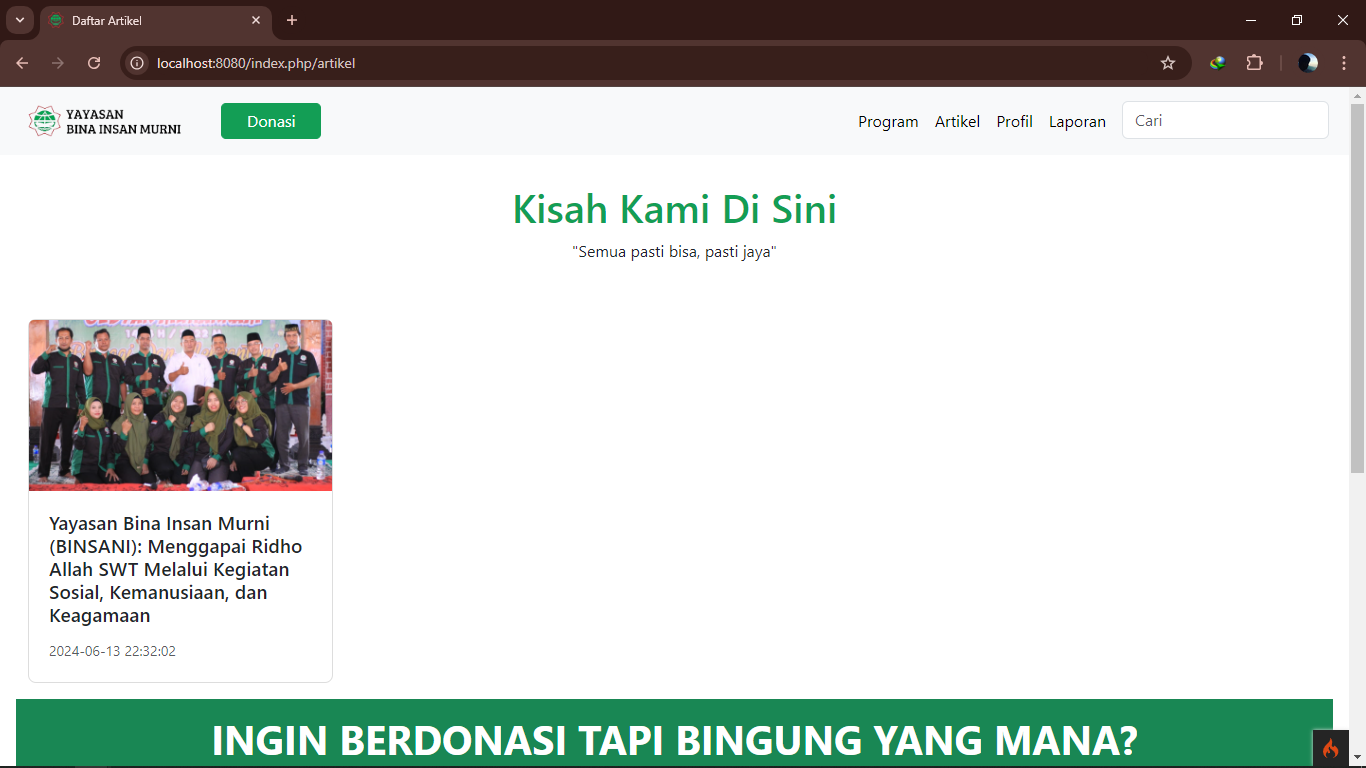 Daftar Artikel
localhost:8080/index.php/artikel
YAYASAN
BINA INSAN MURNI
Donasi
Program
Artikel
Profil
Laporan
Cari
Kisah Kami Di Sini
"Semua pasti bisa, pasti jaya"
Yayasan Bina Insan Murni
(BINSANI): Menggapai Ridho
Allah SWT Melalui Kegiatan
Sosial, Kemanusiaan, dan
Keagamaan
2024-06-13 22:32:02
INGIN BERDONASI TAPI BINGUNG YANG MANA?